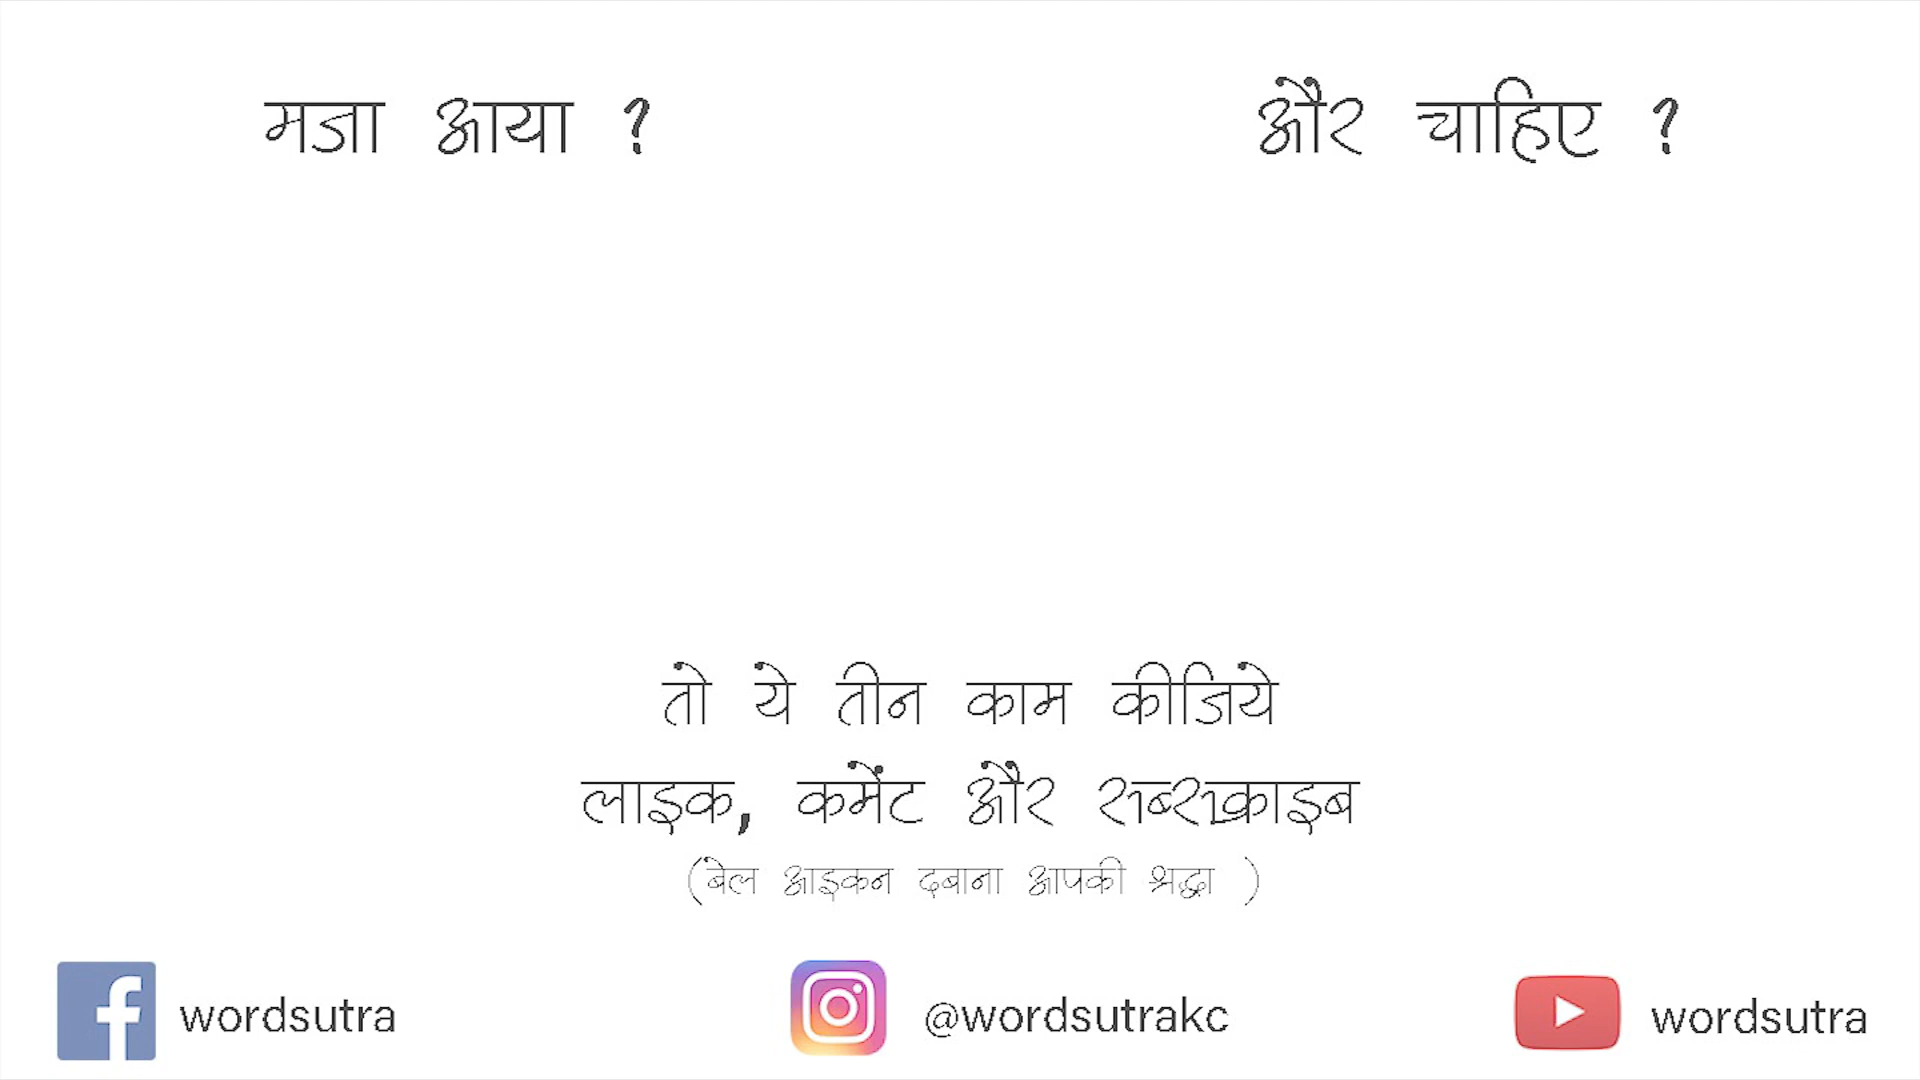 मजा आया ?
और चाहिए ?
तो ये तीन काम कीजिये
लाइक, कमेंट और सब्सक्राइब
(बेल आइकन दबाना आपकी श्रद्धा )
wordsutra
@wordsutrakc
wordsutra